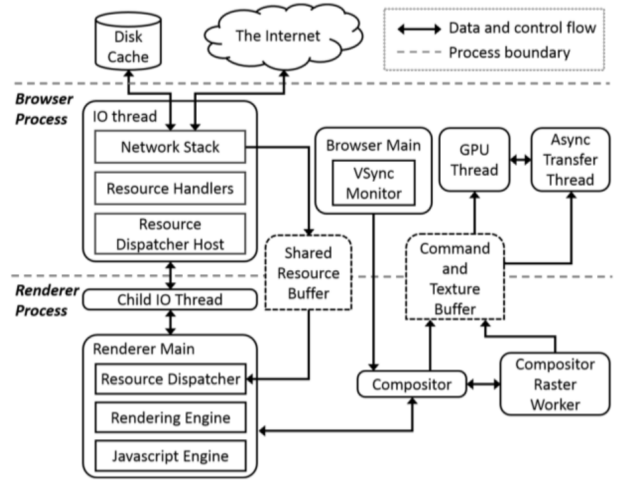 Disk
Cache
The Internet
Data and control flow
Process boundary
Browser
Process
IO thread
Network Stack
Resource Handlers
Resource
Dispatcher Host
Browser Main
VSync
Monitor
GPU
Thread
Async
Transfer
Thread
Shared
Resource
Buffer
Command
and
Texture
Buffer
Renderer
Process
Child IO Thread
Renderer Main
Resource Dispatcher
Rendering Engine
Javascript Engine
Compositor
Compositor
Raster
Worker